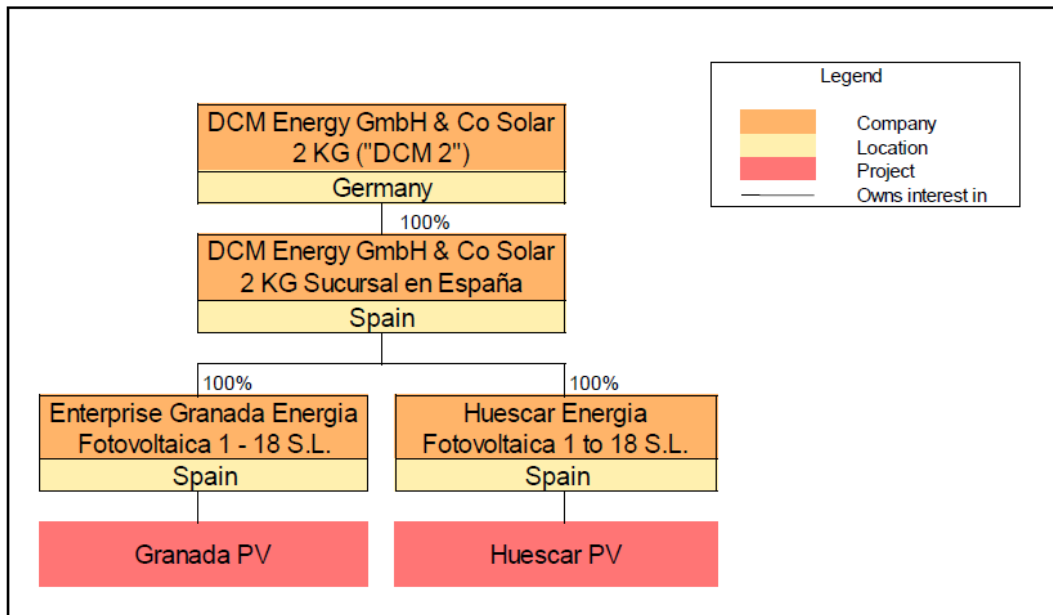 Legend
Company
Location
Project
Owns interest in
DCM Energy GmbH & Co Solar
2 KG ("DCM 2")
Germany
100%
DCM Energy GmbH & Co Solar
2 KG Sucursal en España
Spain
100%
100%
Enterprise Granada Energia
Fotovoltaica 1 - 18 S.L.
Spain
Huescar Energia
Fotovoltaica 1 to 18 S.L.
Spain
Granada PV
Huescar PV